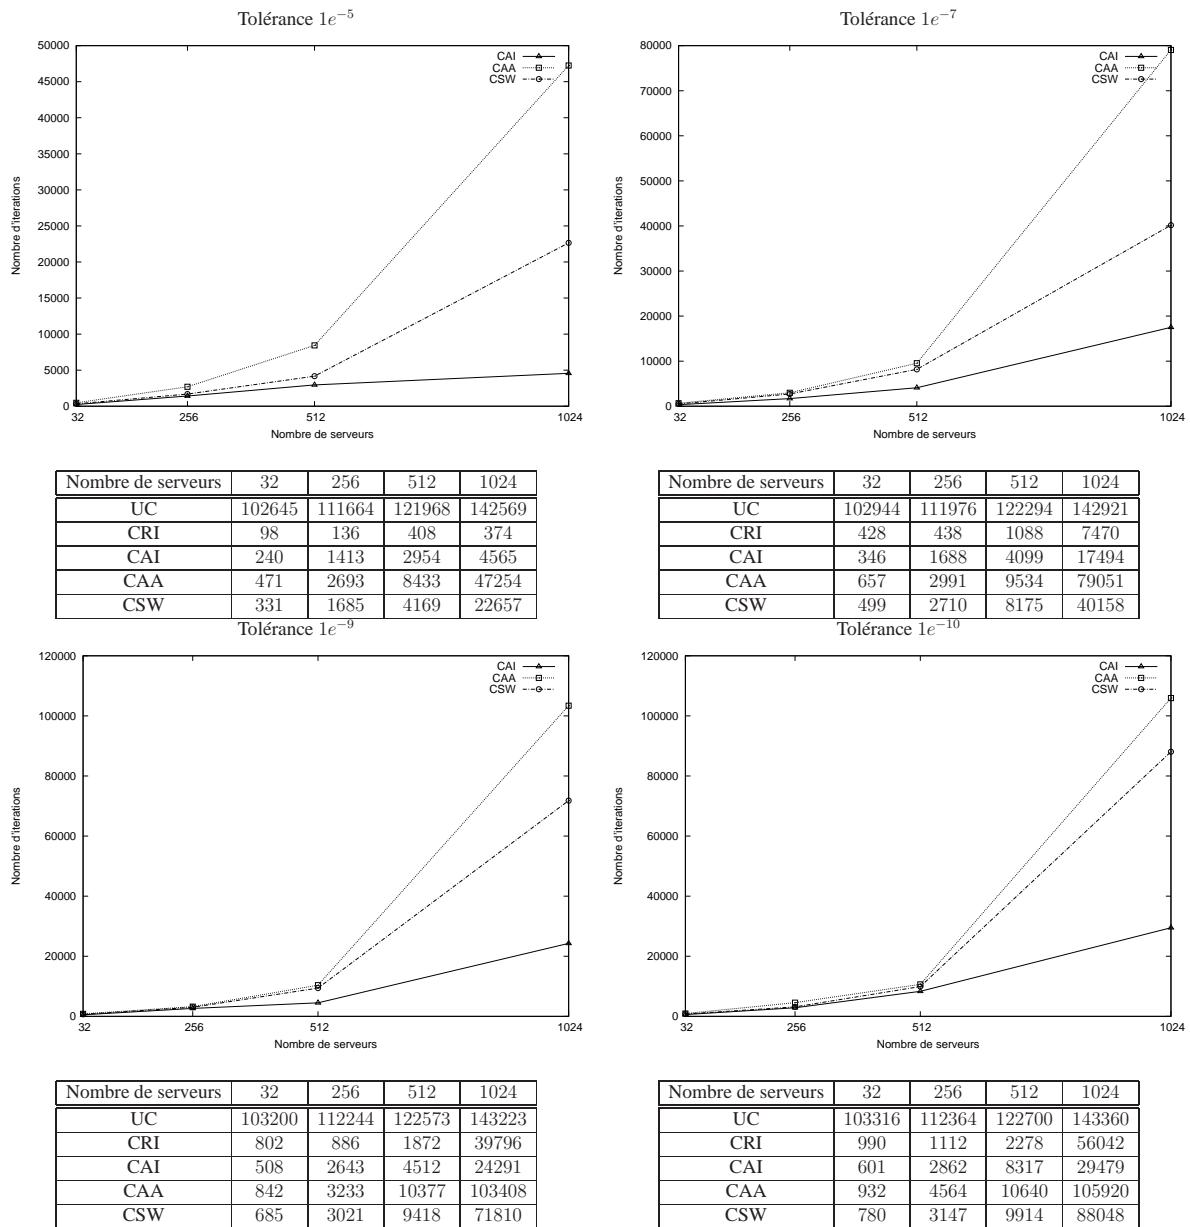 Tolérance 1e−5
50000
45000
40000
35000
30000
25000
20000
15000
10000
5000
0
32 256 512 1024
Nombre d'iterations
Nombre de serveurs
CAI
CAA
CSW
Nombre de serveurs 32 256 512 1024
UC 102645 111664 121968 142569
CRI 98 136 408 374
CAI 240 1413 2954 4565
CAA 471 2693 8433 47254
CSW 331 1685 4169 22657
Tolérance 1e−7
80000
70000
60000
50000
40000
30000
20000
10000
0
32 256 512 1024
Nombre d'iterations
Nombre de serveurs
CAI
CAA
CSW
Nombre de serveurs 32 256 512 1024
UC 102944 111976 122294 142921
CRI 428 438 1088 7470
CAI 346 1688 4099 17494
CAA 657 2991 9534 79051
CSW 499 2710 8175 40158
Tolérance 1e−9
120000
100000
80000
60000
40000
20000
0
32 256 512 1024
Nombre d'iterations
Nombre de serveurs
CAI
CAA
CSW
Nombre de serveurs 32 256 512 1024
UC 103200 112244 122573 143223
CRI 802 886 1872 39796
CAI 508 2643 4512 24291
CAA 842 3233 10377 103408
CSW 685 3021 9418 71810
Tolérance 1e−10
120000
100000
80000
60000
40000
20000
0
32 256 512 1024
Nombre d'iterations
Nombre de serveurs
CAI
CAA
CSW
Nombre de serveurs 32 256 512 1024
UC 103316 112364 122700 143360
CRI 990 1112 2278 56042
CAI 601 2862 8317 29479
CAA 932 4564 10640 105920
CSW 780 3147 9914 88048